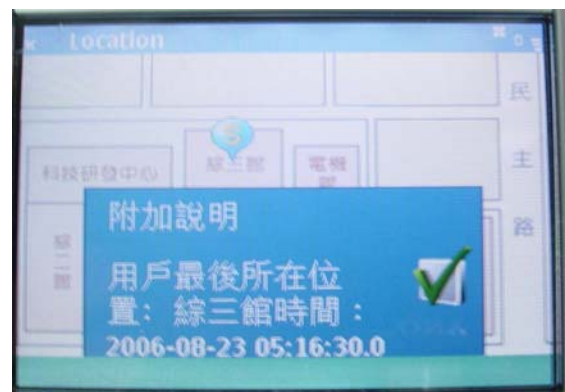 Location
民
主
路
綜三館
電機
館
科技研發中心
綜
二
館
附加說明
用戶最後所在位
置：綜三館時間：
2006-08-23 05:16:30.0